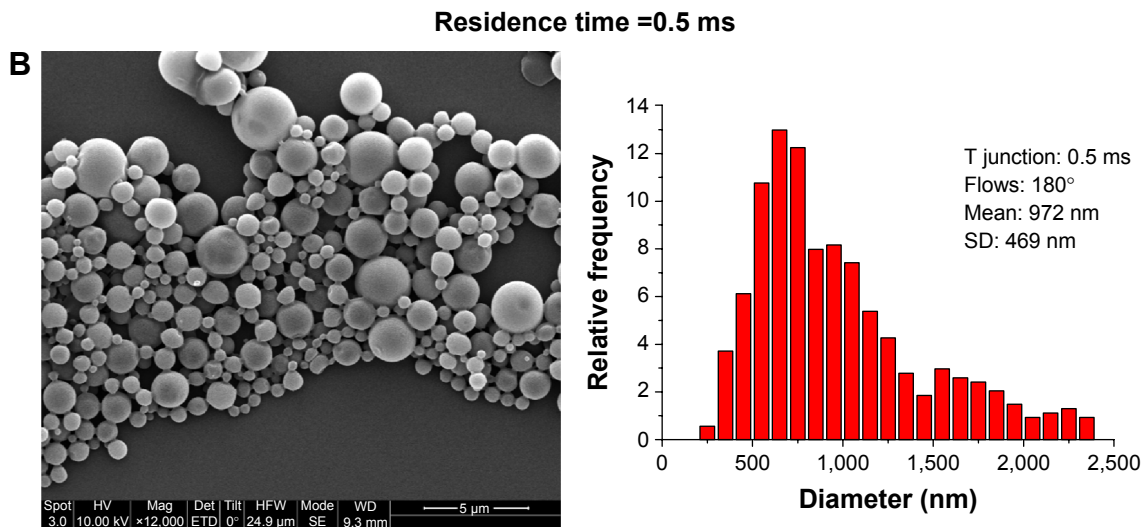 Residence time =0.5 ms
B
Spot HV Mag Det Tilt HFW Mode WD
3.0 10.00 kV ×12,000 ETD 0° 24.9 µm SE 9.3 mm 5 µm
Relative frequency
14
12
10
8
6
4
2
0
0 500 1,000 1,500 2,000 2,500
Diameter (nm)
T junction: 0.5 ms
Flows: 180°
Mean: 972 nm
SD: 469 nm